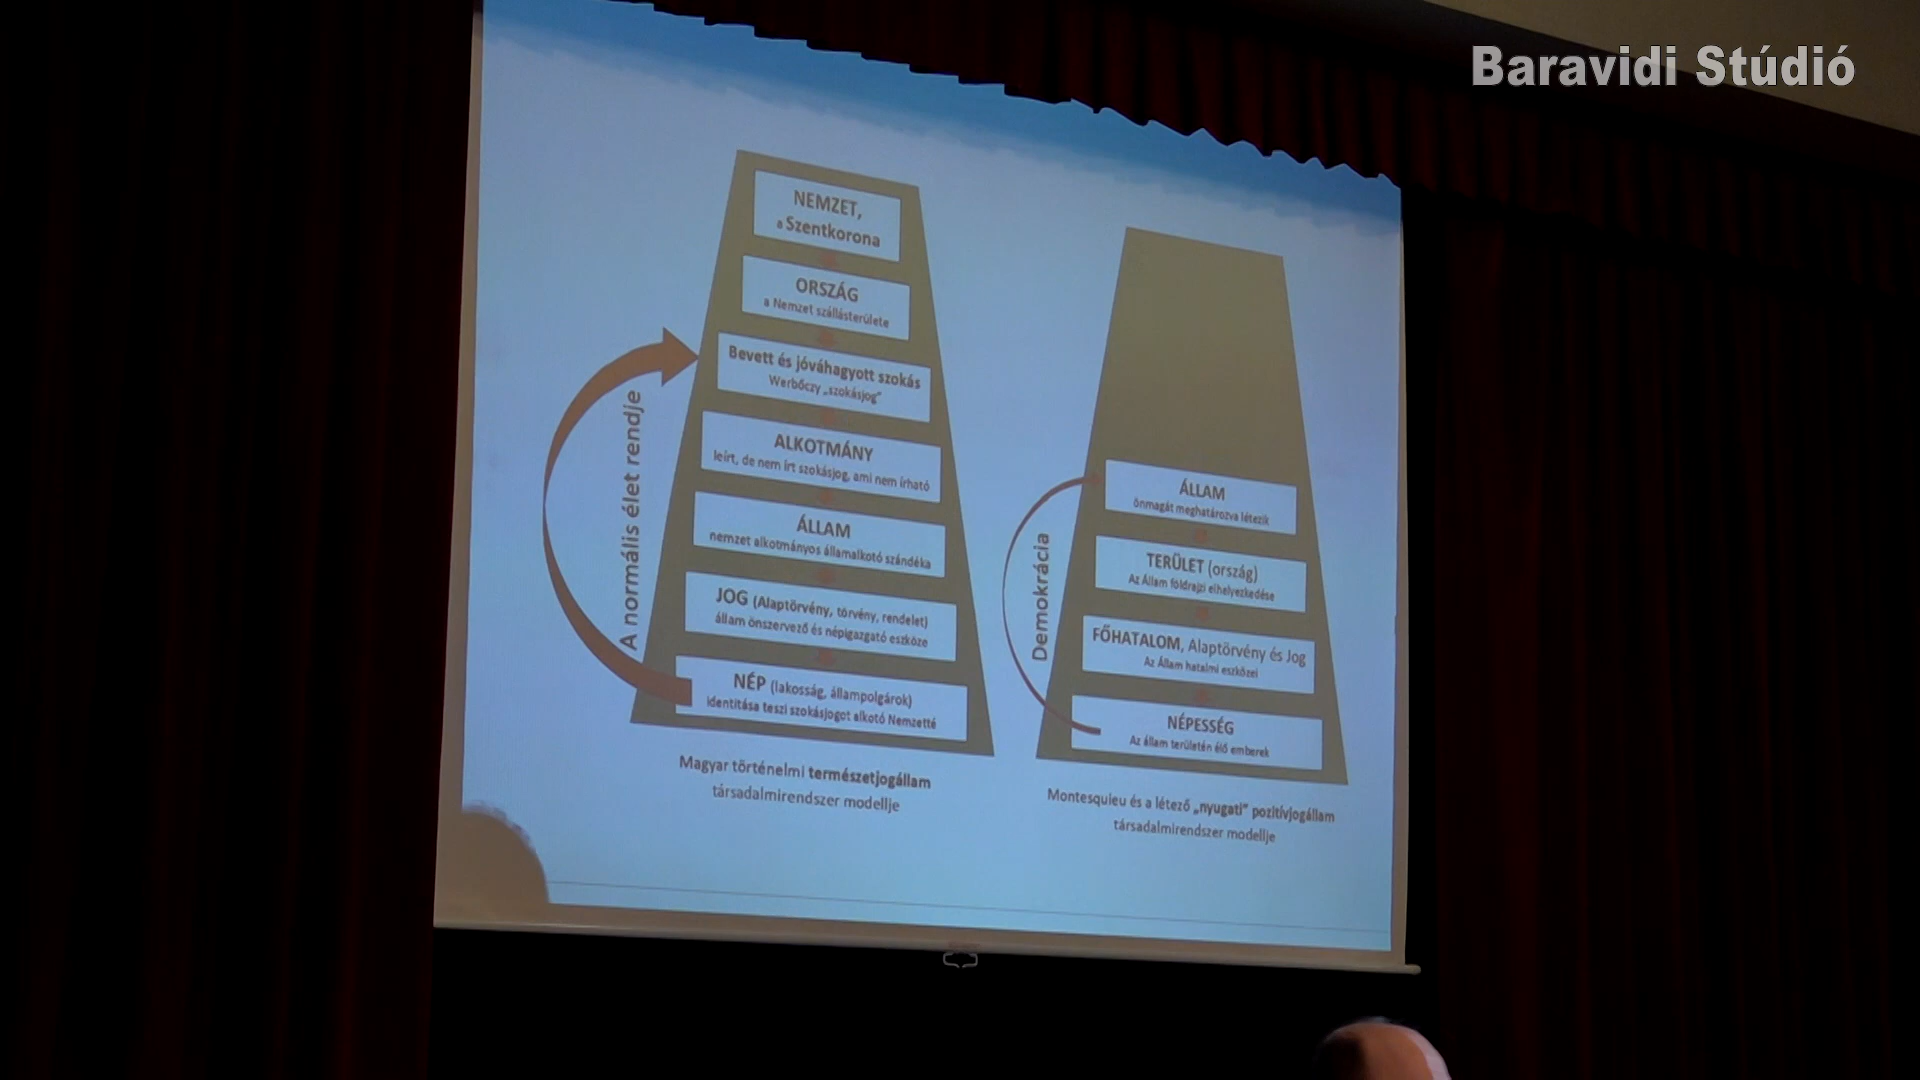 Baravidi Stúdió
NEMZET,
a Szentkorona
ORSZÁG
a Nemzet szállásterülete
Bevett és jóváhagyott szokás
Werbőczy „szokásjog”
ALKOTMÁNY
leírt, de nem írt szokásjog, ami nem írható
ÁLLAM
nemzet alkotmányos államalkotó szándéka
JOG (Alaptörvény, törvény, rendelet)
állam önszervező és népigazgató eszköze
NÉP (lakosság, állampolgárok)
identitása teszi szokásjogot alkotó Nemzetté
A normális élet rendje
Magyar történelmi természetjogállam
társadalmirendszer modellje
ÁLLAM
önmagát meghatározva létezik
TERÜLET (ország)
Az Állam földrajzi elhelyezkedése
FŐHATALOM, Alaptörvény és Jog
Az Állam hatalmi eszközei
NÉPESSÉG
Az állam területén élő emberek
Demokrácia
Montesquieu és a létező „nyugati” pozitívjogállam
társadalmirendszer modellje